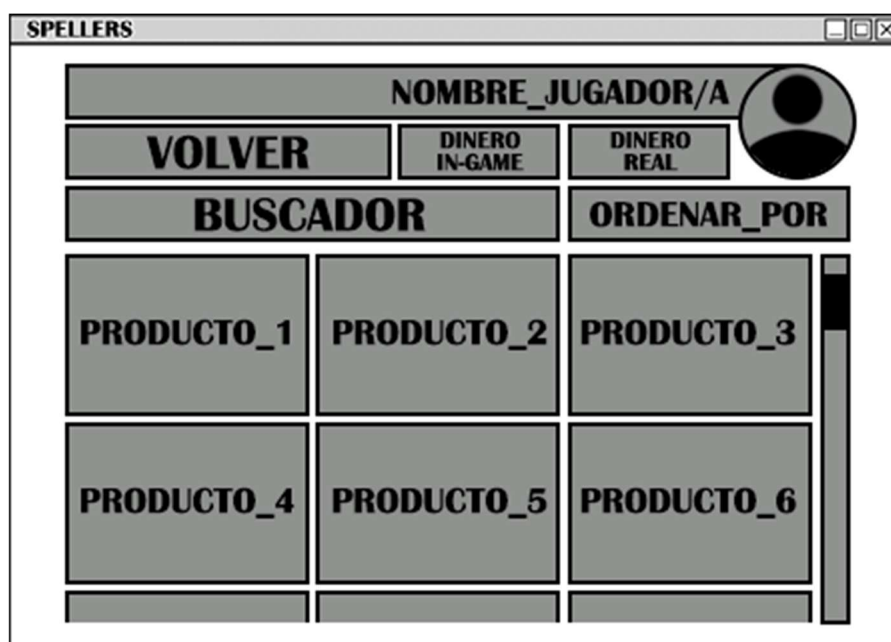 SPELLERS
NOMBRE_JUGADOR/A
VOLVER
DINERO
IN-GAME
DINERO
REAL
BUSCADOR
ORDENAR_POR
PRODUCTO_1
PRODUCTO_2
PRODUCTO_3
PRODUCTO_4
PRODUCTO_5
PRODUCTO_6